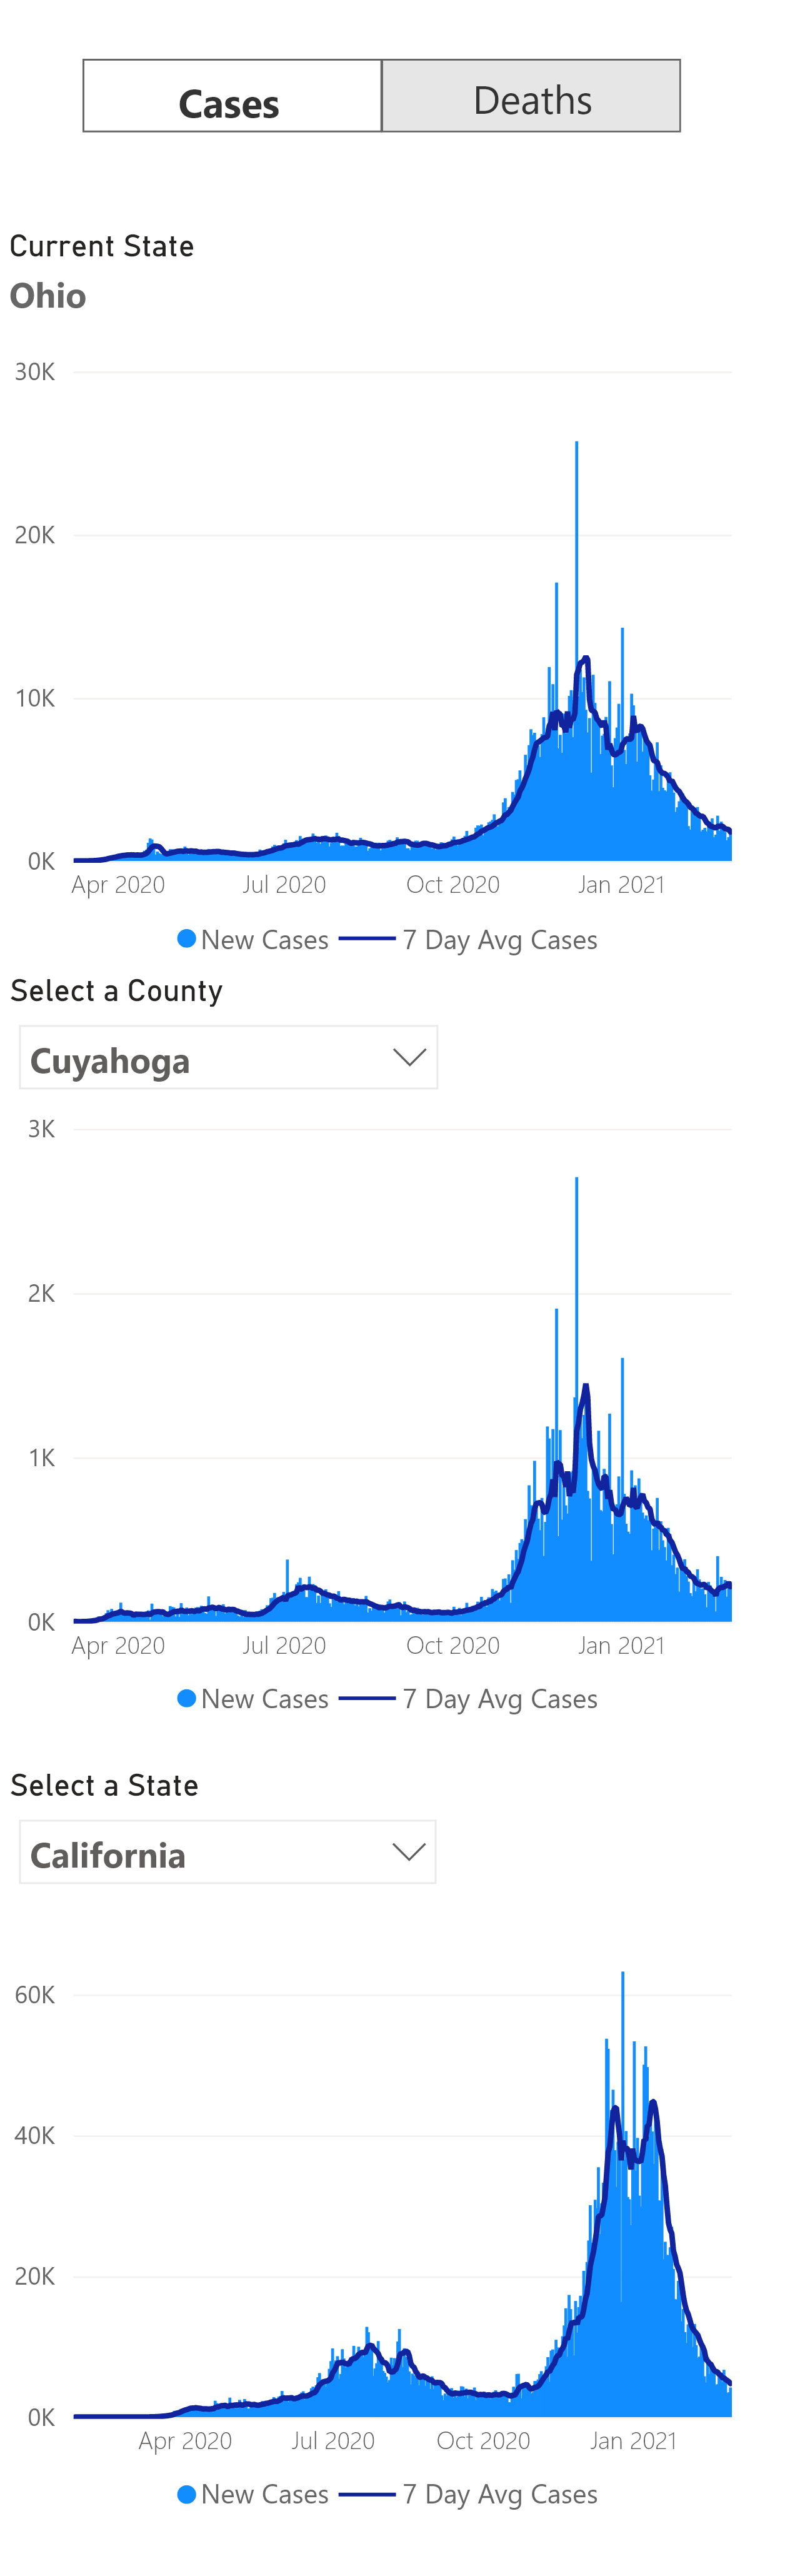 Cases Deaths
Current State
Ohio
30K
20K
10K
0K
Apr 2020 Jul 2020 Oct 2020 Jan 2021
New Cases 7 Day Avg Cases
Select a County
Cuyahoga
3K
2K
1K
0K
Apr 2020 Jul 2020 Oct 2020 Jan 2021
New Cases 7 Day Avg Cases
Select a State
California
60K
40K
20K
0K
Apr 2020 Jul 2020 Oct 2020 Jan 2021
New Cases 7 Day Avg Cases